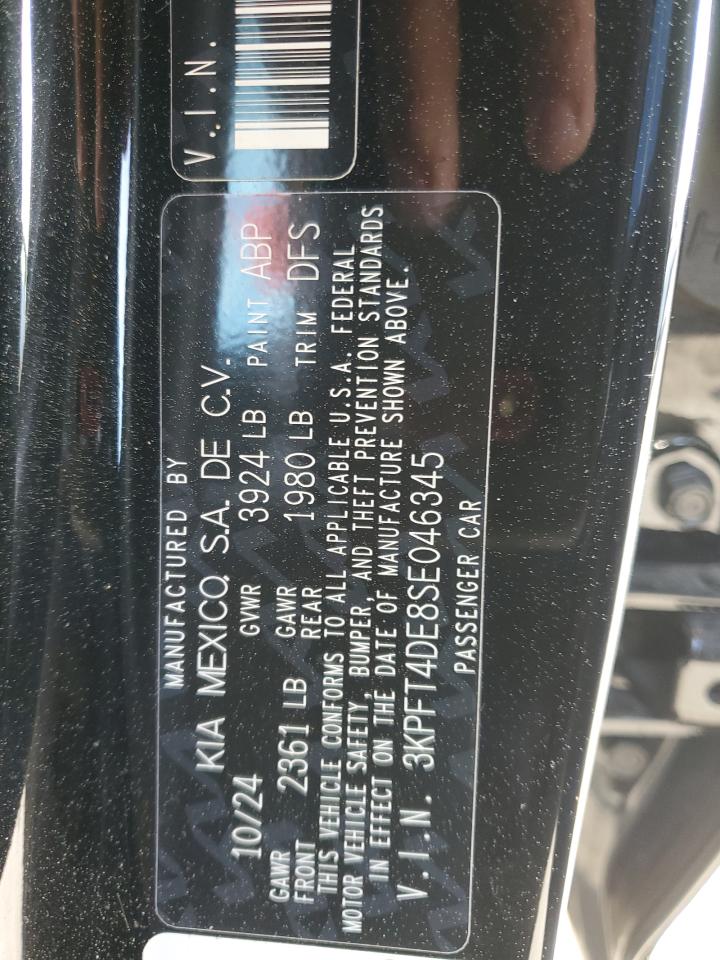 MANUFACTURED BY
KIA MEXICO, S.A. DE C.V.
10/24 GVWR 3924 LB PAINT ABP
GAWR FRONT 2361 LB GAWR REAR 1980 LB TRIM DFS
THIS VEHICLE CONFORMS TO ALL APPLICABLE U.S.A. FEDERAL
MOTOR VEHICLE SAFETY, BUMPER, AND THEFT PREVENTION STANDARDS
IN EFFECT ON THE DATE OF MANUFACTURE SHOWN ABOVE.
V.I.N. 3KPFT4DE8SE046345
PASSENGER CAR
V.I.N.